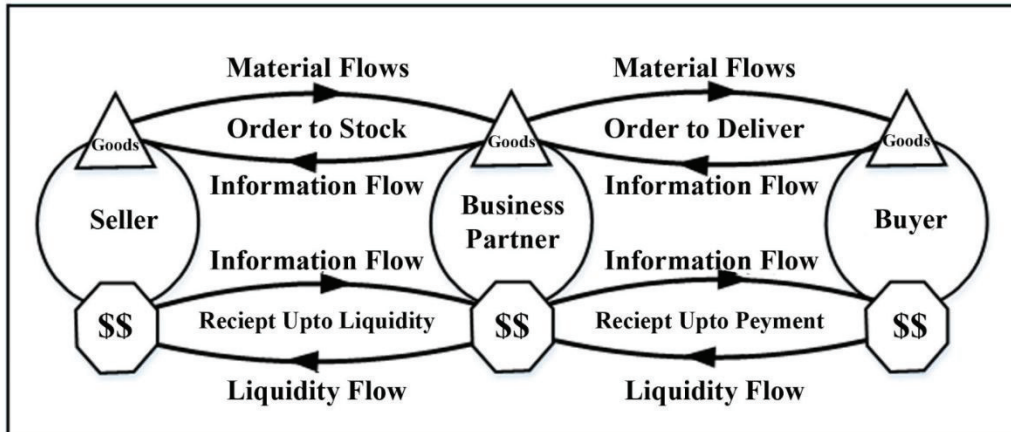 Material Flows
Material Flows
Goods
Order to Stock
Goods
Order to Deliver
Goods
Information Flow
Information Flow
Seller
Business
Partner
Buyer
Information Flow
Information Flow
$$
Reciept Upto Liquidity
$$
Reciept Upto Peyment
$$
Liquidity Flow
Liquidity Flow